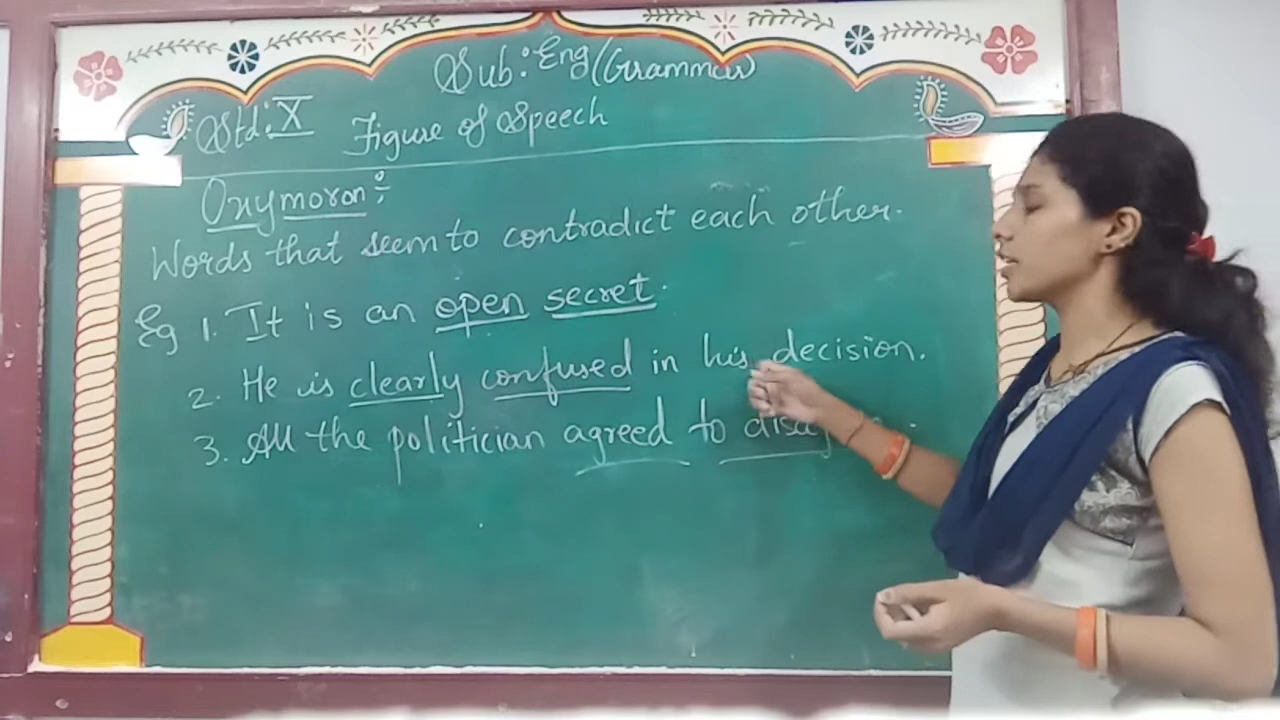 Sub: Eng (Grammar)
Std: X Figure of Speech
Oxymoron:
Words that seem to contradict each other.
Eg 1. It is an open secret.
2. He is clearly confused in his decision.
3. All the politician agreed to